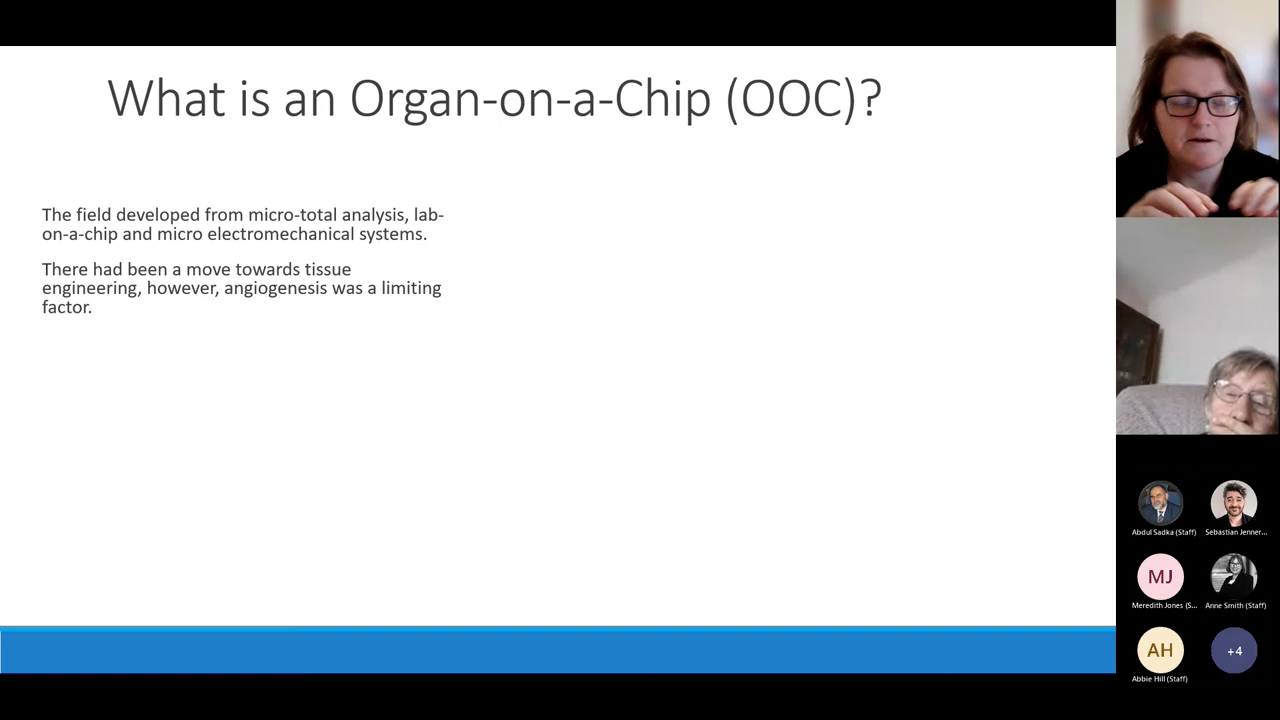 What is an Organ-on-a-Chip (OOC)?
The field developed from micro-total analysis, lab-
on-a-chip and micro electromechanical systems.
There had been a move towards tissue
engineering, however, angiogenesis was a limiting
factor.
Abdul Sadka (Staff)
Sebastian Jenner...
MJ
Meredith Jones (S...
Anne Smith (Staff)
AH
Abbie Hill (Staff)
+4